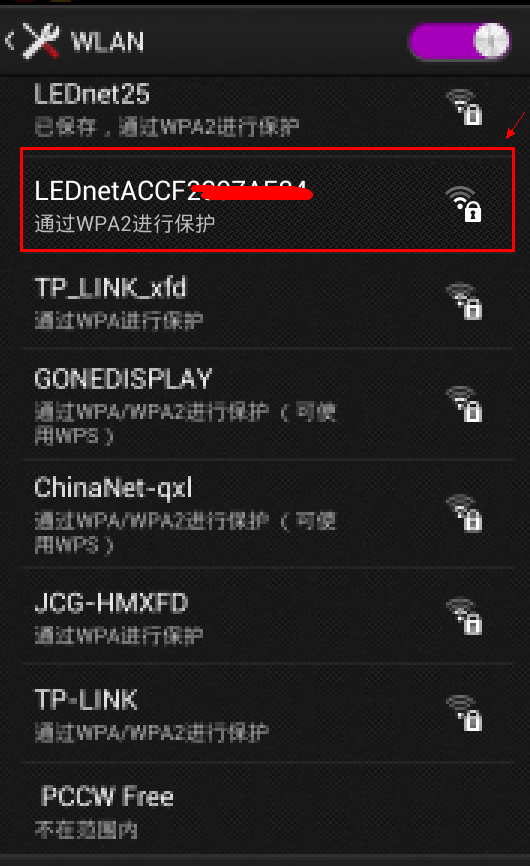 WLAN
LEDnet25
已保存，通过WPA2进行保护
通过WPA2进行保护
TP_LINK_xfd
通过WPA进行保护
GONEDISPLAY
通过WPA/WPA2进行保护（可使
用WPS）
ChinaNet-qxl
通过WPA/WPA2进行保护（可使
用WPS）
JCG-HMXFD
通过WPA进行保护
TP-LINK
通过WPA/WPA2进行保护
PCCW Free
不在范围内